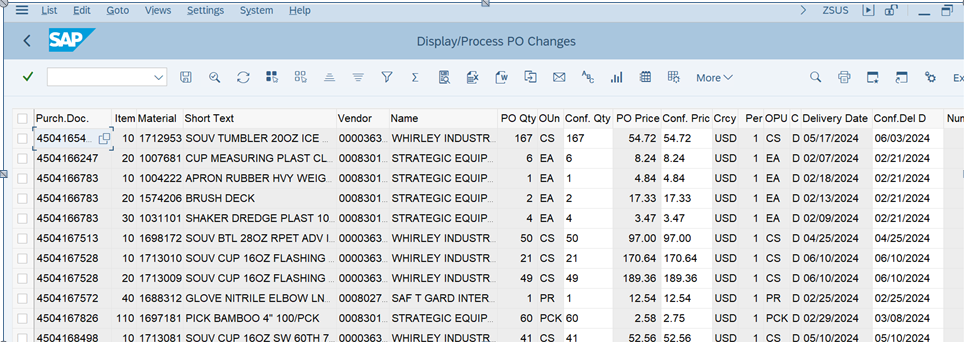 List Edit Goto Views Settings System Help ZSUS
SAP Display/Process PO Changes
More Ex
Purch.Doc. Item Material Short Text Vendor Name PO Qty OUn Conf. Qty PO Price Conf. Pric Crcy Per OPU C Delivery Date Conf.Del D Num
45041654... 10 1712953 SOUV TUMBLER 20OZ ICE ... 0000363... WHIRLEY INDUSTR... 167 CS 167 54.72 54.72 USD 1 CS D 05/17/2024 06/03/2024
4504166247 20 1007681 CUP MEASURING PLAST CL... 0008301... STRATEGIC EQUIP... 6 EA 6 8.24 8.24 USD 1 EA D 02/07/2024 02/21/2024
4504166783 10 1004222 APRON RUBBER HVY WEIG... 0008301... STRATEGIC EQUIP... 1 EA 1 4.84 4.84 USD 1 EA D 02/18/2024 02/21/2024
4504166783 20 1574206 BRUSH DECK 0008301... STRATEGIC EQUIP... 2 EA 2 17.33 17.33 USD 1 EA D 02/13/2024 02/21/2024
4504166783 30 1031101 SHAKER DREDGE PLAST 10... 0008301... STRATEGIC EQUIP... 4 EA 4 3.47 3.47 USD 1 EA D 02/09/2024 02/21/2024
4504167513 10 1698172 SOUV BTL 28OZ RPET ADV I... 0000363... WHIRLEY INDUSTR... 50 CS 50 97.00 97.00 USD 1 CS D 04/25/2024 04/25/2024
4504167528 10 1713010 SOUV CUP 16OZ FLASHING ... 0000363... WHIRLEY INDUSTR... 21 CS 21 170.64 170.64 USD 1 CS D 06/10/2024 06/10/2024
4504167528 20 1713009 SOUV CUP 16OZ FLASHING ... 0000363... WHIRLEY INDUSTR... 49 CS 49 189.36 189.36 USD 1 CS D 06/10/2024 06/10/2024
4504167572 40 1688312 GLOVE NITRILE ELBOW LN... 0008027... SAF T GARD INTER... 1 PR 1 12.54 12.54 USD 1 PR D 02/25/2024 02/10/2024
4504167826 110 1697181 PICK BAMBOO 4" 100/PCK 0008301... STRATEGIC EQUIP... 60 PCK 60 2.58 2.75 USD 1 PCK D 02/29/2024 03/08/2024
4504168498 10 1713081 SOUV CUP 16OZ SW 60TH 7... 0000363... WHIRLEY INDUSTR... 41 CS 41 52.56 52.56 USD 1 CS D 06/10/2024 06/10/2024